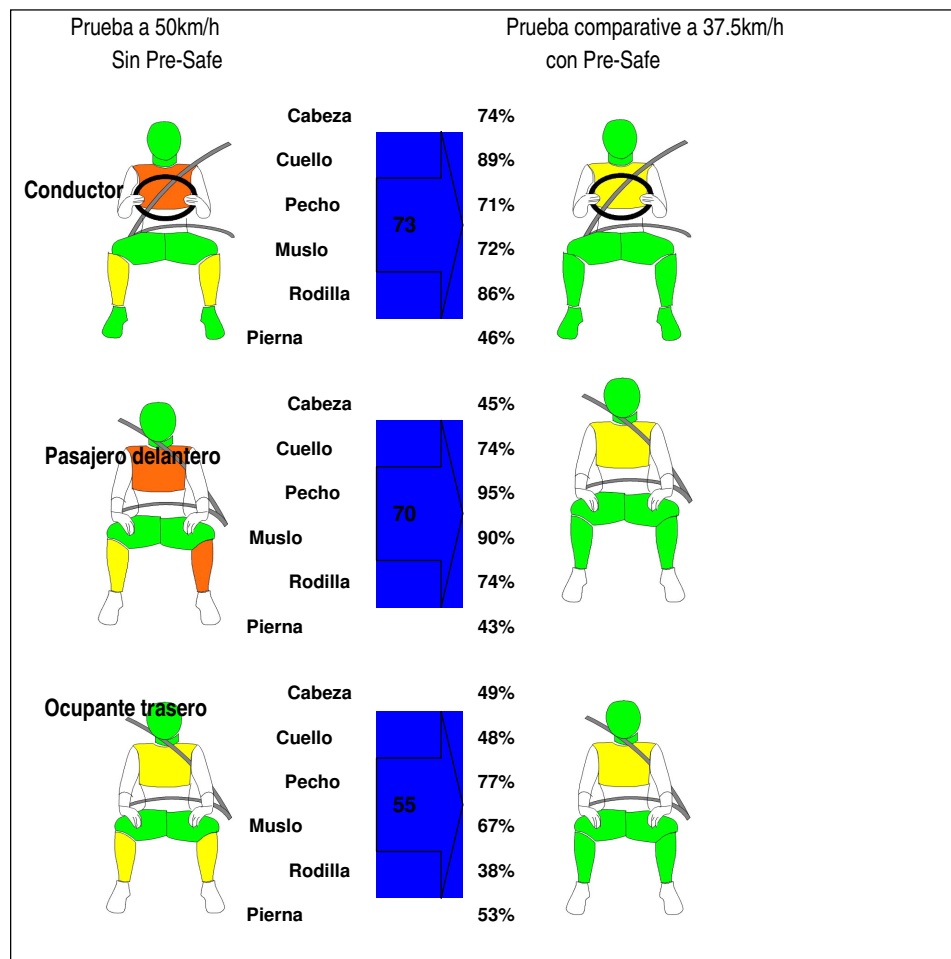 Prueba a 50km/h
Sin Pre-Safe
Prueba comparative a 37.5km/h
con Pre-Safe
Conductor
Cabeza 74%
Cuello 89%
Pecho 71%
Muslo 72%
Rodilla 86%
Pierna 46%
73
Pasajero delantero
Cabeza 45%
Cuello 74%
Pecho 95%
Muslo 90%
Rodilla 74%
Pierna 43%
70
Ocupante trasero
Cabeza 49%
Cuello 48%
Pecho 77%
Muslo 67%
Rodilla 38%
Pierna 53%
55